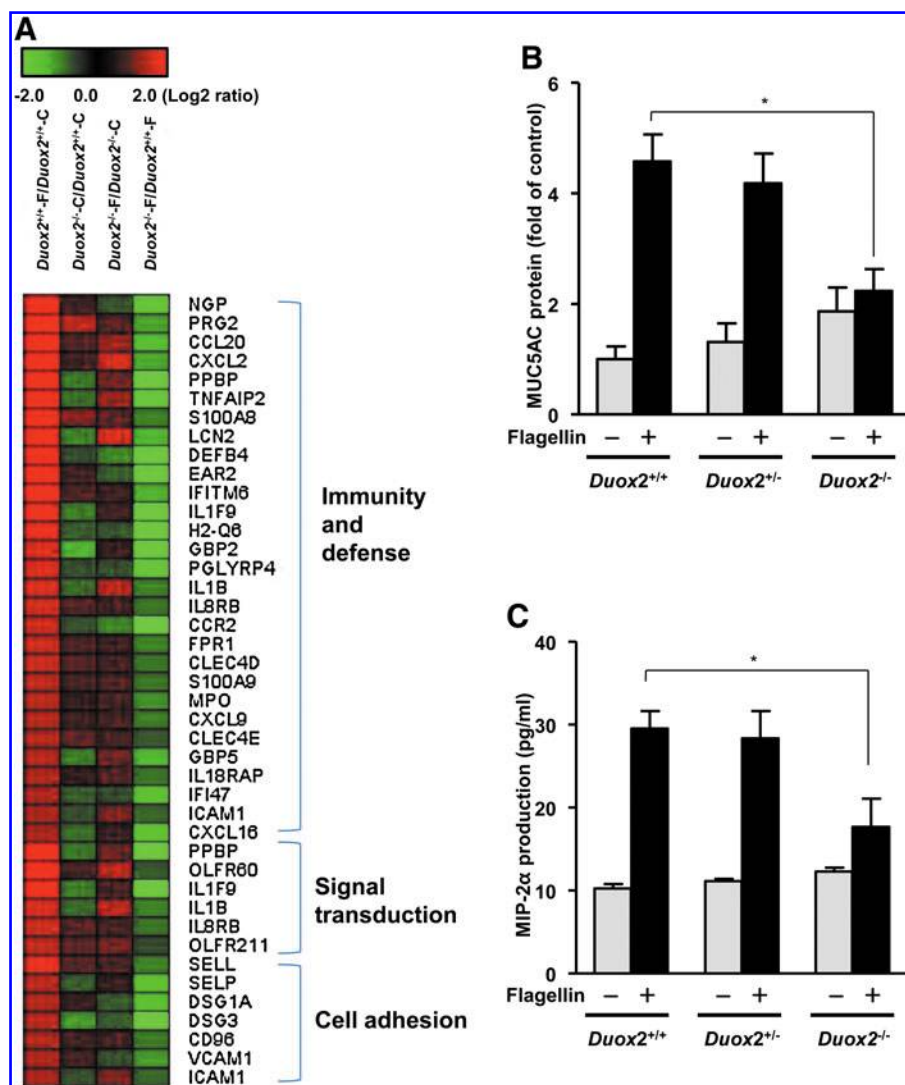 A
-2.0 0.0 2.0 (Log2 ratio)
Duox2+/+-F/Duox2+/+-C
Duox2-/--C/Duox2+/+-C
Duox2-/--F/Duox2-/--C
Duox2-/--F/Duox2+/+-F
NGP
PRG2
CCL20
CXCL2
PPBP
TNFAIP2
S100A8
LCN2
DEFB4
EAR2
IFITM6
IL1F9
H2-Q6
GBP2
PGLYRP4
IL1B
IL8RB
CCR2
FPR1
CLEC4D
S100A9
MPO
CXCL9
CLEC4E
GBP5
IL18RAP
IFI47
ICAM1
CXCL16
Immunity
and
defense
PPBP
OLFR60
IL1F9
IL1B
IL8RB
OLFR211
Signal
transduction
SELL
SELP
DSG1A
DSG3
CD96
VCAM1
ICAM1
Cell adhesion
B
MUC5AC protein (fold of control)
6
4
2
0
*
Flagellin − + − + − +
Duox2+/+ Duox2+/- Duox2-/-
C
MIP-2α production (pg/ml)
40
30
20
10
0
*
Flagellin − + − + − +
Duox2+/+ Duox2+/- Duox2-/-